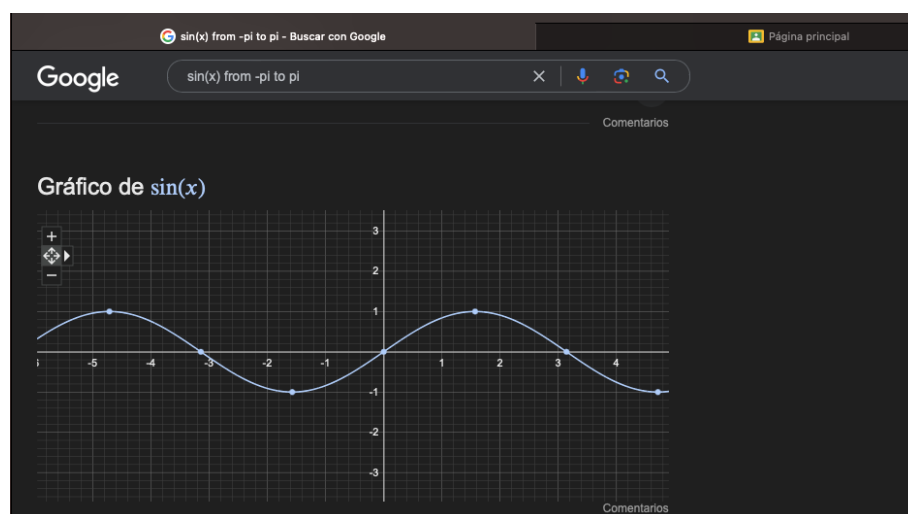 sin(x) from -pi to pi - Buscar con Google
Página principal
Google
sin(x) from -pi to pi
Comentarios
Gráfico de sin(x)
3
2
1
-5 -4 -3 -2 -1 1 2 3 4
-1
-2
-3
Comentarios